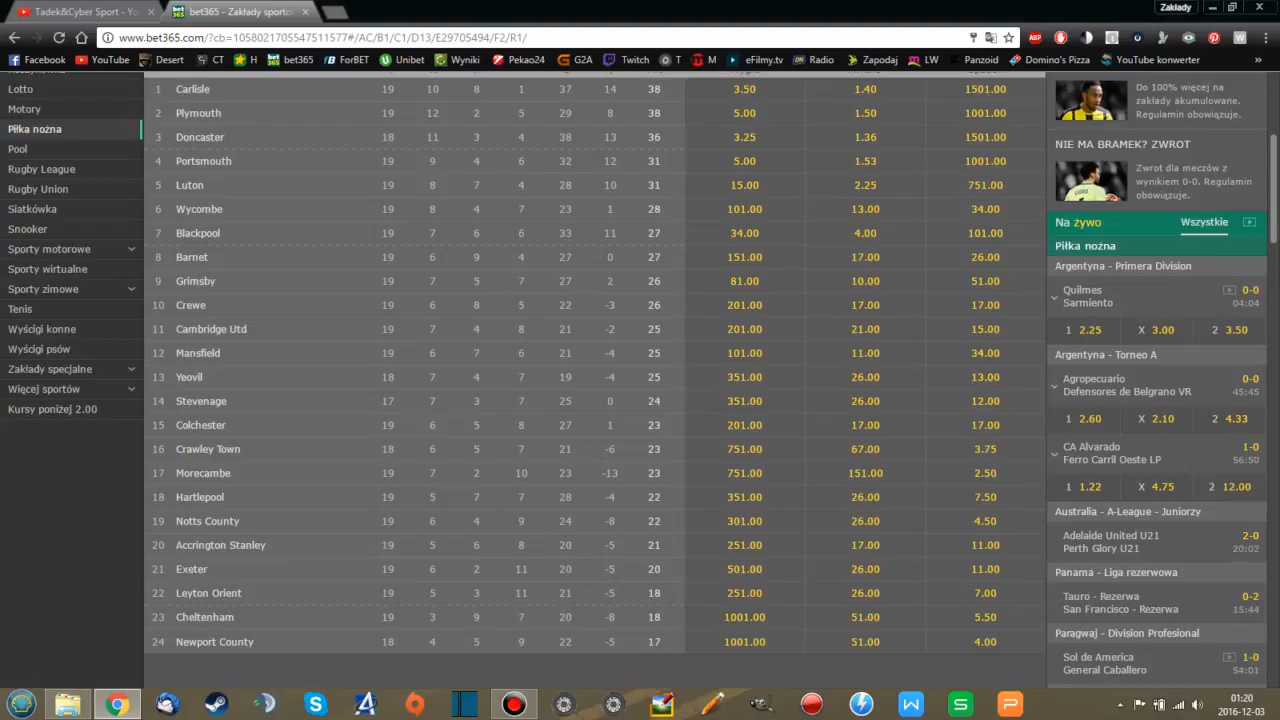 Tadek&Cyber Sport - Yo
bet365 - Zakłady sporto
Zakłady
www.bet365.com/?cb=1058021705547511577#/AC/B1/C1/D13/E29705494/F2/R1/
Facebook YouTube Desert CT H bet365 ForBET Unibet Wyniki Pekao24 G2A Twitch T M eFilmy.tv Radio Zapodaj LW Panzoid Domino's Pizza YouTube konwerter »
Lotto
Motory
Piłka nożna
Pool
Rugby League
Rugby Union
Siatkówka
Snooker
Sporty motorowe
Sporty wirtualne
Sporty zimowe
Tenis
Wyścigi konne
Wyścigi psów
Zakłady specjalne
Więcej sportów
Kursy poniżej 2.00
1 Carlisle 19 10 8 1 37 14 38 3.50 1.40 1501.00
2 Plymouth 19 12 2 5 29 8 38 5.00 1.50 1001.00
3 Doncaster 18 11 3 4 38 13 36 3.25 1.36 1501.00
4 Portsmouth 19 9 4 6 32 12 31 5.00 1.53 1001.00
5 Luton 19 8 7 4 28 10 31 15.00 2.25 751.00
6 Wycombe 19 8 4 7 23 1 28 101.00 13.00 34.00
7 Blackpool 19 7 6 6 33 11 27 34.00 4.00 101.00
8 Barnet 19 6 9 4 27 0 27 151.00 17.00 26.00
9 Grimsby 19 7 5 7 27 2 26 81.00 10.00 51.00
10 Crewe 19 6 8 5 22 -3 26 201.00 17.00 17.00
11 Cambridge Utd 19 7 4 8 21 -2 25 201.00 21.00 15.00
12 Mansfield 19 6 7 6 21 -4 25 101.00 11.00 34.00
13 Yeovil 18 7 4 7 19 -4 25 351.00 26.00 13.00
14 Stevenage 17 7 3 7 25 0 24 351.00 26.00 12.00
15 Colchester 19 6 5 8 27 1 23 201.00 17.00 17.00
16 Crawley Town 18 6 5 7 21 -6 23 751.00 67.00 3.75
17 Morecambe 19 7 2 10 23 -13 23 751.00 151.00 2.50
18 Hartlepool 19 5 7 7 28 -4 22 351.00 26.00 7.50
19 Notts County 19 6 4 9 24 -8 22 301.00 26.00 4.50
20 Accrington Stanley 19 5 6 8 20 -5 21 251.00 17.00 11.00
21 Exeter 19 6 2 11 20 -5 20 501.00 26.00 11.00
22 Leyton Orient 19 5 3 11 21 -5 18 251.00 26.00 7.00
23 Cheltenham 19 3 9 7 20 -8 18 1001.00 51.00 5.50
24 Newport County 18 4 5 9 22 -5 17 1001.00 51.00 4.00
Do 100% więcej na
zakłady akumulowane.
Regulamin obowiązuje.
NIE MA BRAMEK? ZWROT
Zwrot dla meczów z
wynikiem 0-0. Regulamin
obowiązuje.
Na żywo Wszystkie
Piłka nożna
Argentyna - Primera Division
Quilmes 0-0
Sarmiento 04:04
1 2.25 X 3.00 2 3.50
Argentyna - Torneo A
Agropecuario 0-0
Defensores de Belgrano VR 45:45
1 2.60 X 2.10 2 4.33
CA Alvarado 1-0
Ferro Carril Oeste LP 56:50
1 1.22 X 4.75 2 12.00
Australia - A-League - Juniorzy
Adelaide United U21 2-0
Perth Glory U21 20:02
Panama - Liga rezerwowa
Tauro - Rezerwa 0-2
San Francisco - Rezerwa 15:44
Paragwaj - Division Profesional
Sol de America 1-0
General Caballero 54:01
01:20
2016-12-03